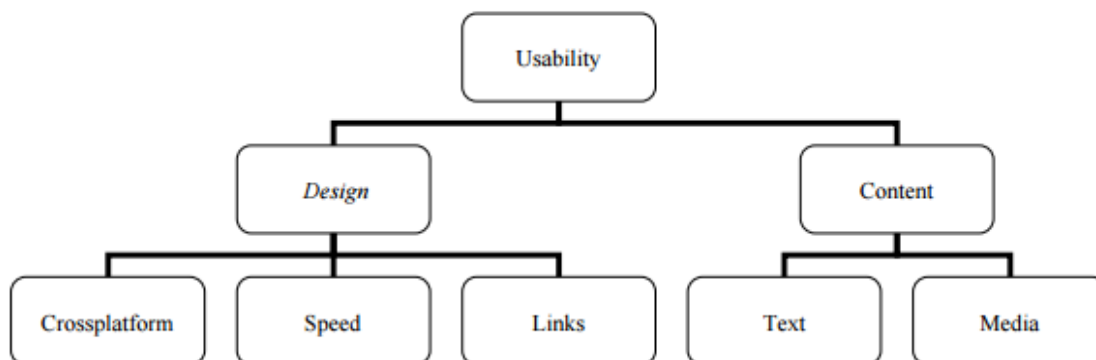 Usability
Design
Content
Crossplatform
Speed
Links
Text
Media